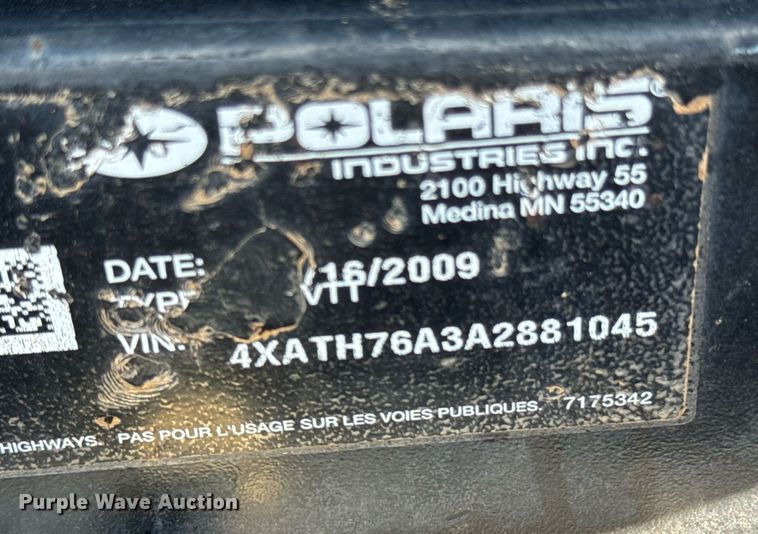 POLARIS
INDUSTRIES INC.
2100 Highway 55
Medina MN 55340
DATE: /16/2009
VTT
VIN: 4XATH76A3A2881045
HIGHWAYS. PAS POUR L'USAGE SUR LES VOIES PUBLIQUES. 7175342
Purple Wave Auction